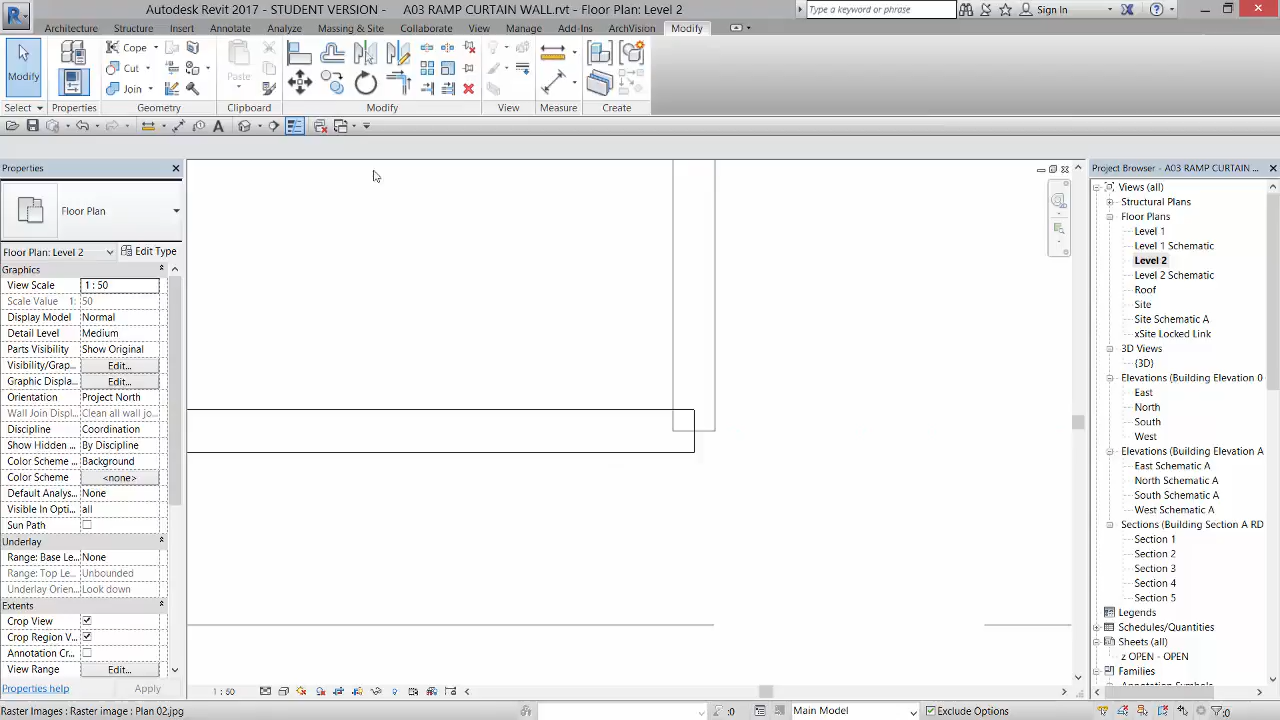 Autodesk Revit 2017 - STUDENT VERSION - A03 RAMP CURTAIN WALL.rvt - Floor Plan: Level 2
Type a keyword or phrase
Sign In
Architecture Structure Insert Annotate Analyze Massing & Site Collaborate View Manage Add-Ins ArchVision Modify
Modify
Cope
Cut
Join
Paste
Select Properties Geometry Clipboard Modify View Measure Create
Properties
Floor Plan
Floor Plan: Level 2
Edit Type
Graphics
View Scale 1 : 50
Scale Value 1: 50
Display Model Normal
Detail Level Medium
Parts Visibility Show Original
Visibility/Grap... Edit...
Graphic Displa... Edit...
Orientation Project North
Wall Join Displ... Clean all wall jo...
Discipline Coordination
Show Hidden ... By Discipline
Color Scheme ... Background
Color Scheme <none>
Default Analys... None
Visible In Opti... all
Sun Path
Underlay
Range: Base Le... None
Range: Top Le... Unbounded
Underlay Orien... Look down
Extents
Crop View
Crop Region V...
Annotation Cr...
View Range Edit...
Properties help
Apply
1 : 50
Project Browser - A03 RAMP CURTAIN ...
Views (all)
Structural Plans
Floor Plans
Level 1
Level 1 Schematic
Level 2
Level 2 Schematic
Roof
Site
Site Schematic A
xSite Locked Link
3D Views
{3D}
Elevations (Building Elevation 0
East
North
South
West
Elevations (Building Elevation A
East Schematic A
North Schematic A
South Schematic A
West Schematic A
Sections (Building Section A RD
Section 1
Section 2
Section 3
Section 4
Section 5
Legends
Schedules/Quantities
Sheets (all)
z OPEN - OPEN
Families
Annotation Symbols
Raster Images : Raster image : Plan 02.jpg
:0
Main Model
Exclude Options
:0